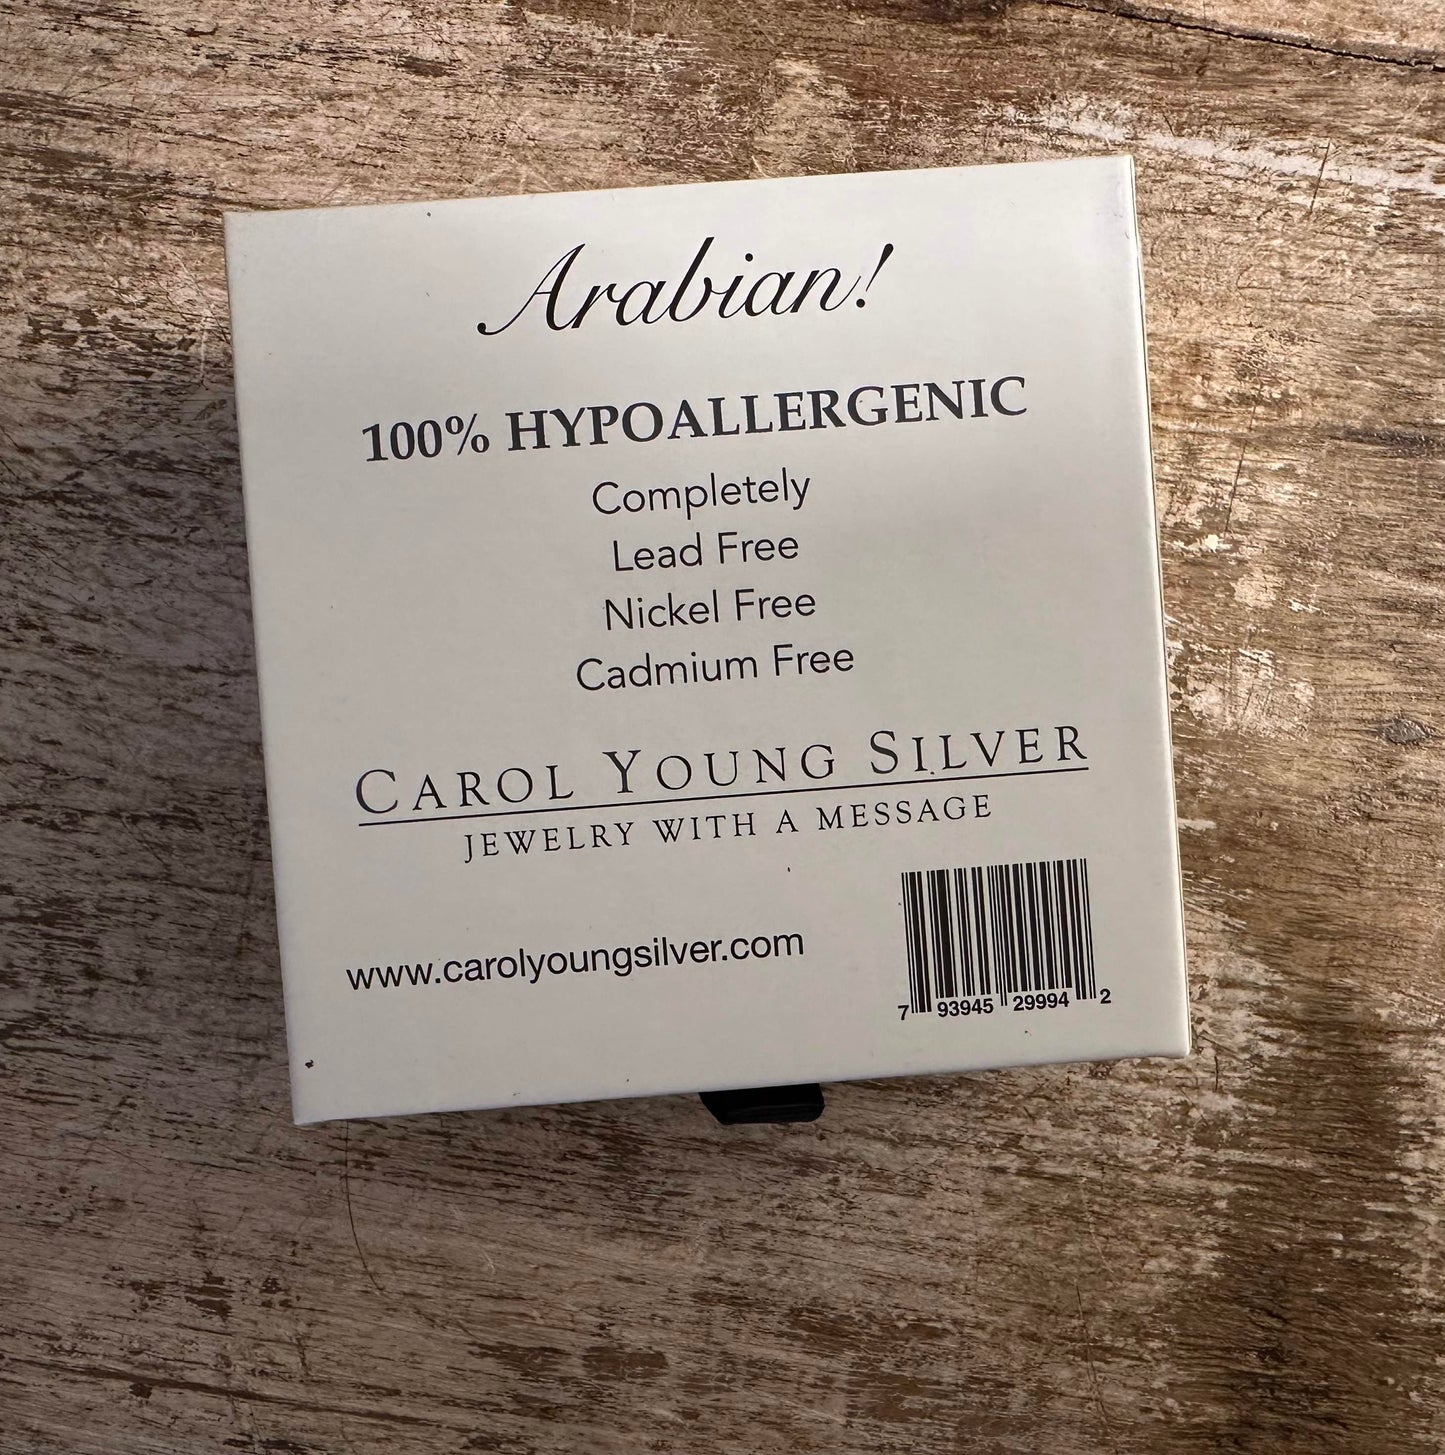 Arabian!
100% HYPOALLERGENIC
Completely
Lead Free
Nickel Free
Cadmium Free
CAROL YOUNG SILVER
JEWELRY WITH A MESSAGE
www.carolyoungsilver.com
7 93945 29994 2